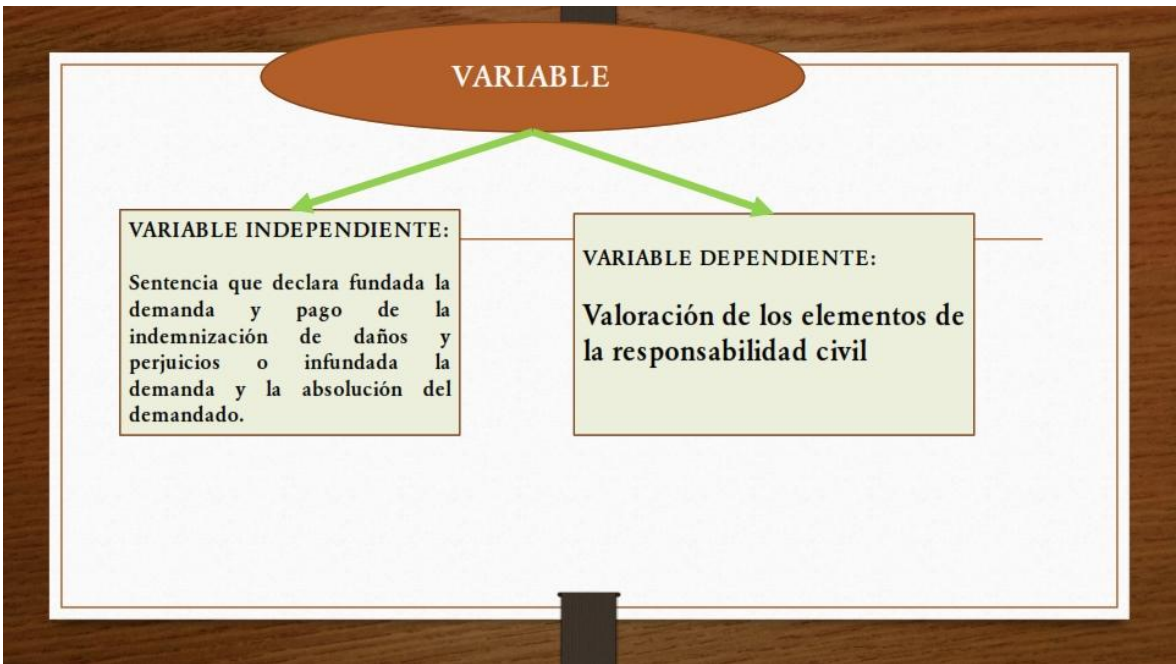 VARIABLE
VARIABLE INDEPENDIENTE:
Sentencia que declara fundada la
demanda y pago de la
indemnización de daños y
perjuicios o infundada la
demanda y la absolución del
demandado.
VARIABLE DEPENDIENTE:
Valoración de los elementos de
la responsabilidad civil